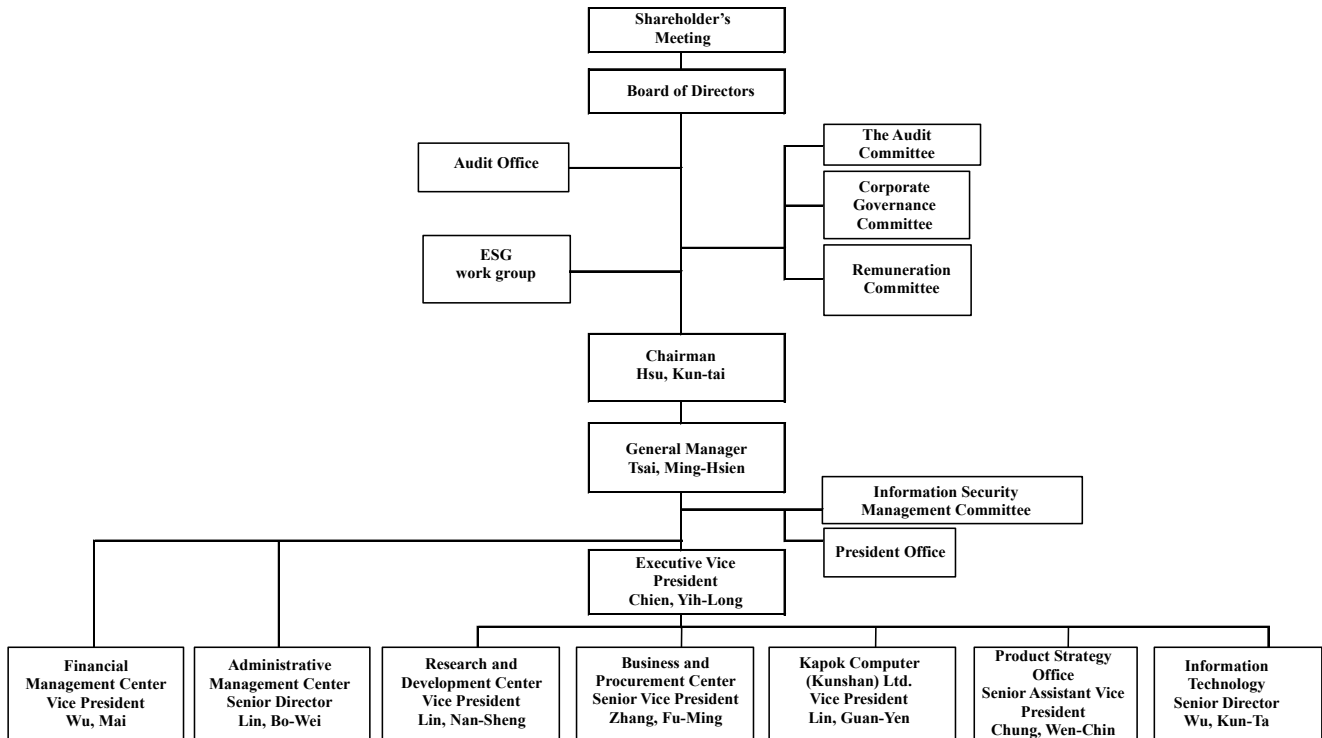 Shareholder's
Meeting
Board of Directors
Audit Office
The Audit
Committee
Corporate
Governance
Committee
ESG
work group
Remuneration
Committee
Chairman
Hsu, Kun-tai
General Manager
Tsai, Ming-Hsien
Information Security
Management Committee
President Office
Executive Vice
President
Chien, Yih-Long
Financial
Management Center
Vice President
Wu, Mai
Administrative
Management Center
Senior Director
Lin, Bo-Wei
Research and
Development Center
Vice President
Lin, Nan-Sheng
Business and
Procurement Center
Senior Vice President
Zhang, Fu-Ming
Kapok Computer
(Kunshan) Ltd.
Vice President
Lin, Guan-Yen
Product Strategy
Office
Senior Assistant Vice
President
Chung, Wen-Chin
Information
Technology
Senior Director
Wu, Kun-Ta